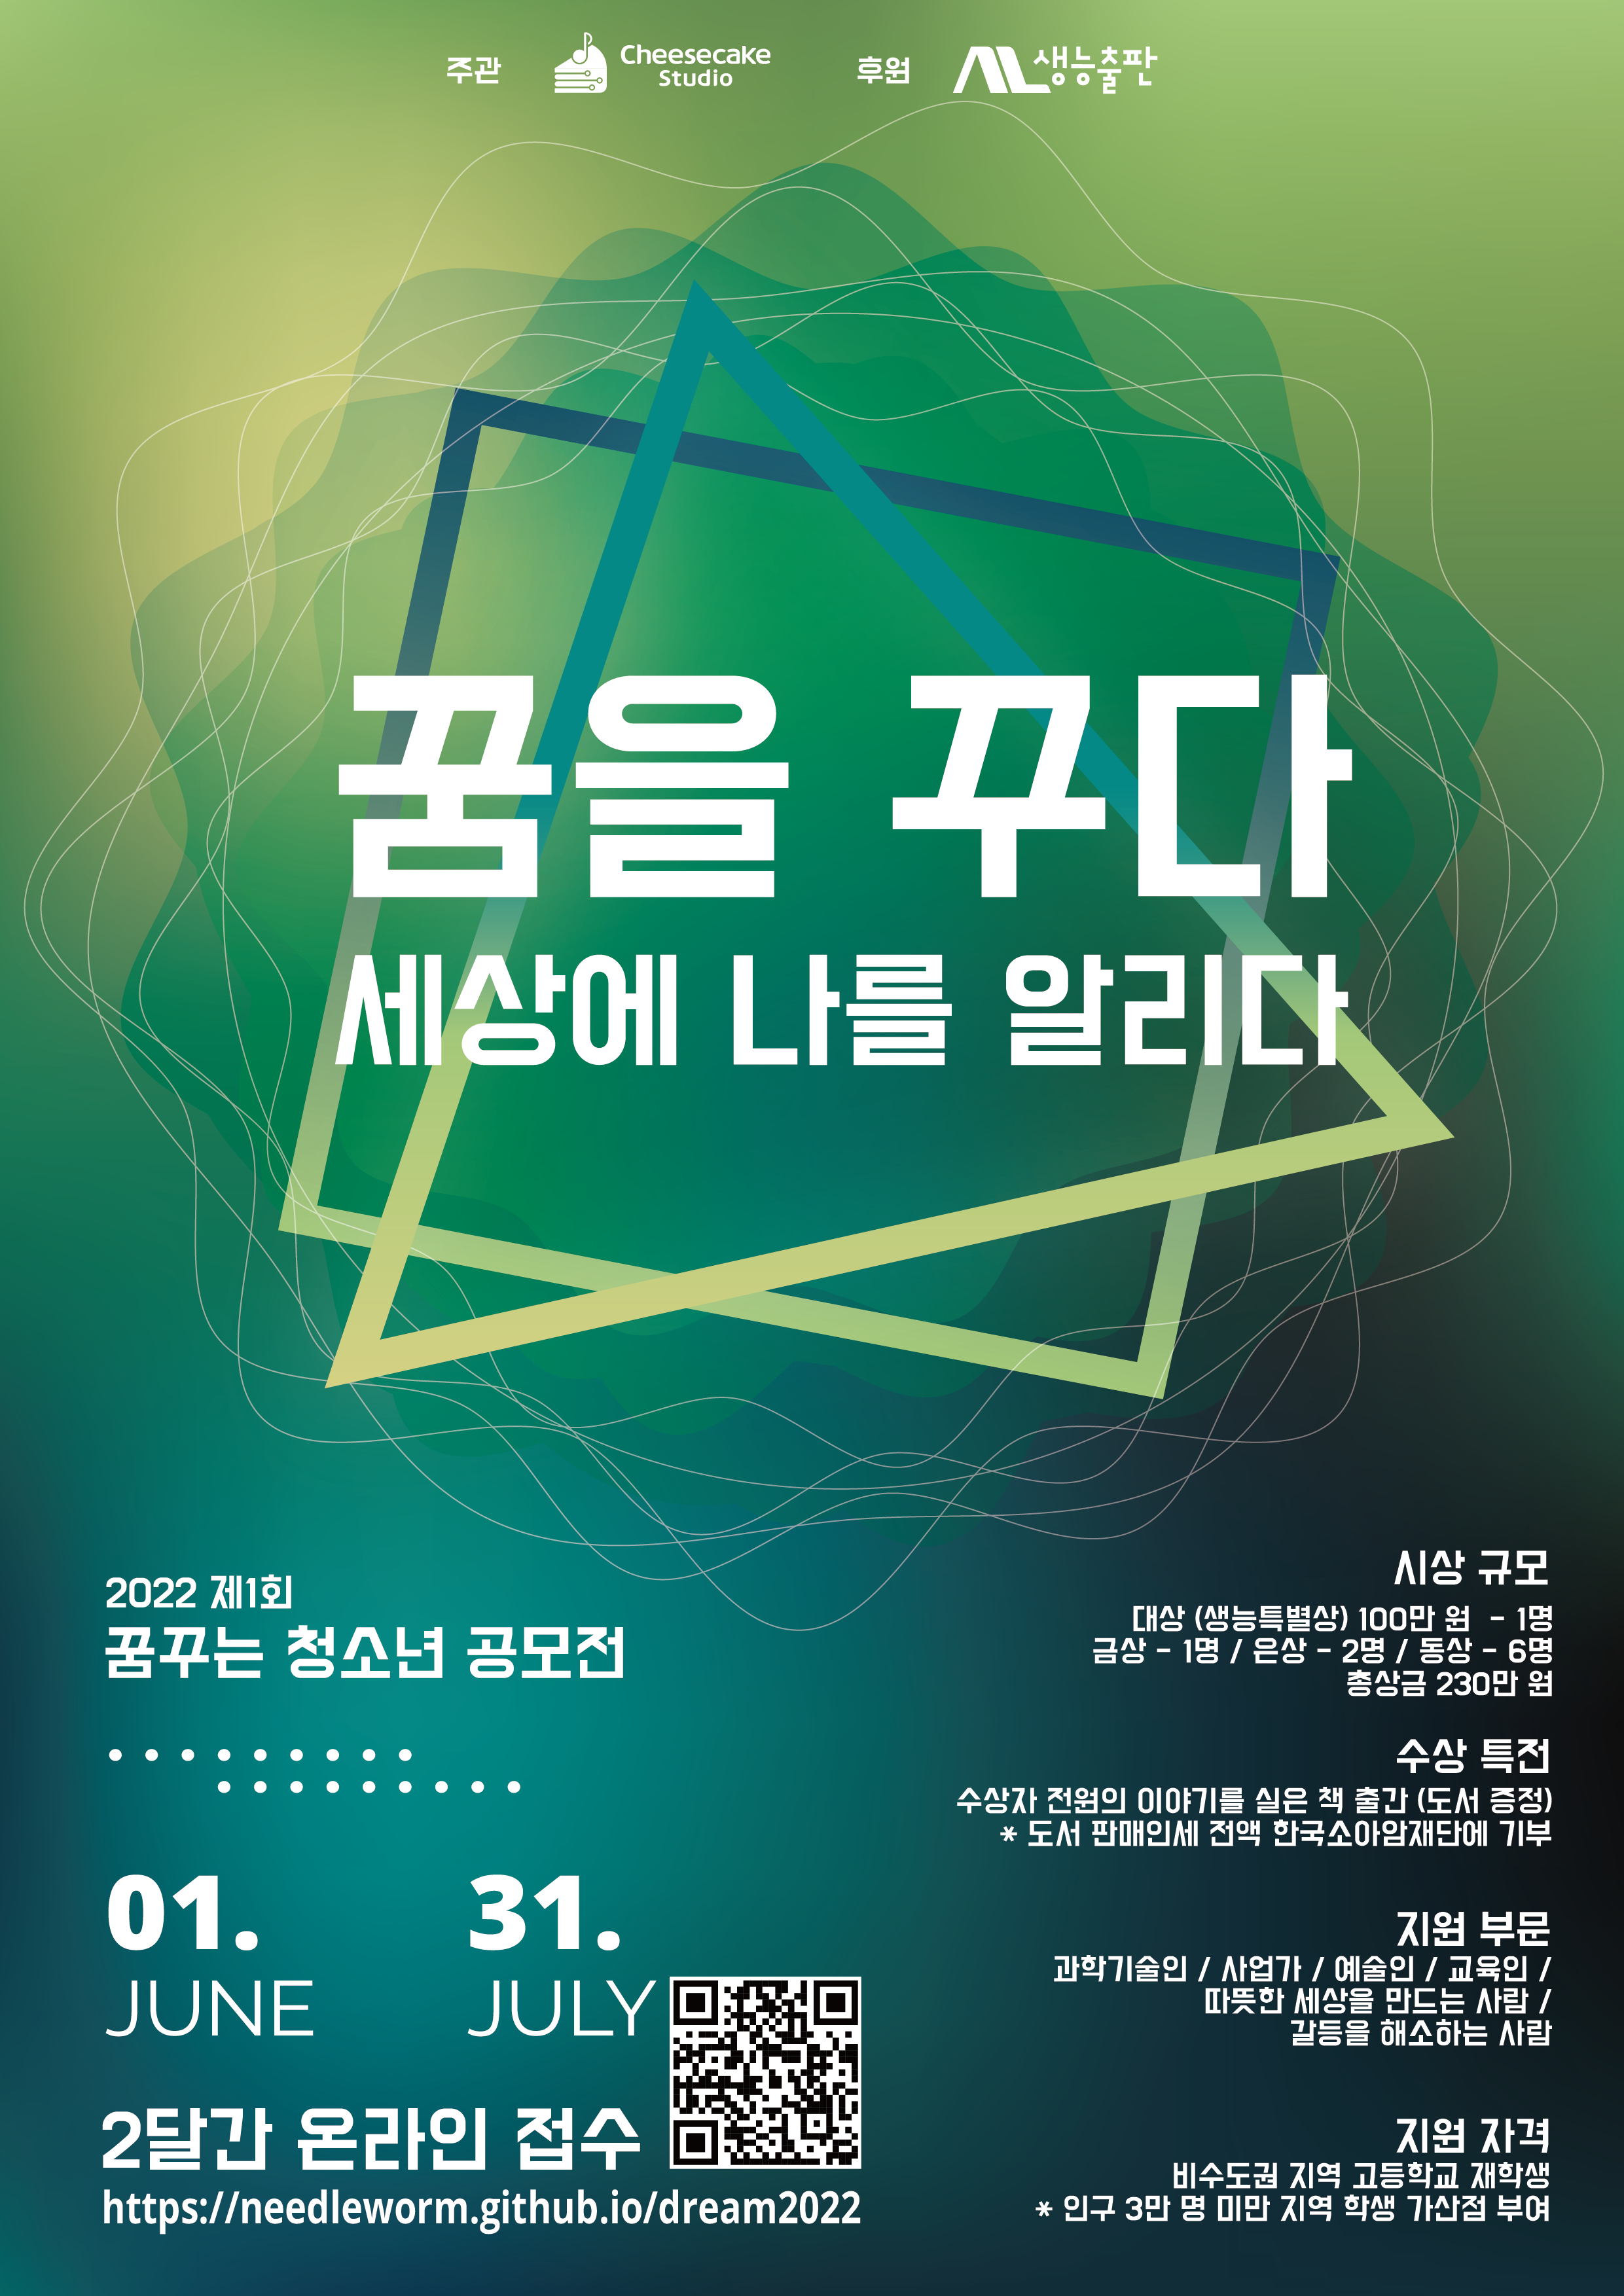 주관
Cheesecake
Studio
후원
생능출판
꿈을 꾸다
세상에 나를 알리다
2022 제1회
꿈꾸는 청소년 공모전
01.
JUNE
31.
JULY
2달간 온라인 접수
https://needleworm.github.io/dream2022
시상 규모
대상 (생능특별상) 100만 원 - 1명
금상 - 1명 / 은상 - 2명 / 동상 - 6명
총상금 230만 원
수상 특전
수상자 전원의 이야기를 실은 책 출간 (도서 증정)
* 도서 판매인세 전액 한국소아암재단에 기부
지원 부문
과학기술인 / 사업가 / 예술인 / 교육인 /
따뜻한 세상을 만드는 사람 /
갈등을 해소하는 사람
지원 자격
비수도권 지역 고등학교 재학생
* 인구 3만 명 미만 지역 학생 가산점 부여